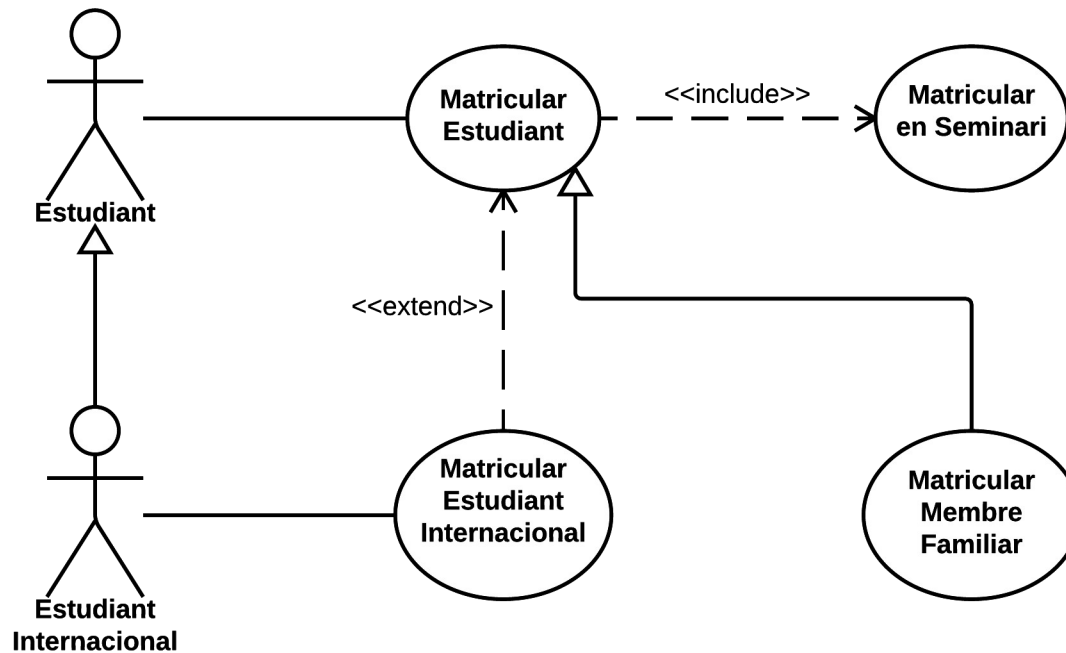 Matricular
Estudiant
<<include>>
Matricular
en Seminari
Estudiant
<<extend>>
Matricular
Estudiant
Internacional
Matricular
Membre
Familiar
Estudiant
Internacional